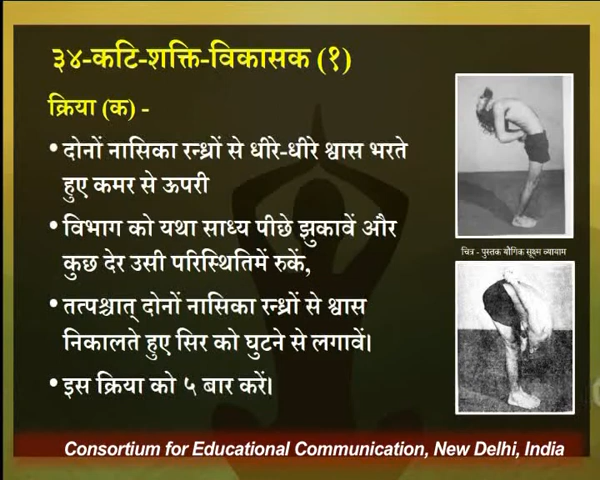 ३४-कटि-शक्ति-विकासक (१)
क्रिया (क) -
• दोनों नासिका रन्ध्रों से धीरे-धीरे श्वास भरते
हुए कमर से ऊपरी
• विभाग को यथा साध्य पीछे झुकावें और
कुछ देर उसी परिस्थितिमें रुकें,
• तत्पश्चात् दोनों नासिका रन्ध्रों से श्वास
निकालते हुए सिर को घुटने से लगावें।
• इस क्रिया को ५ बार करें।
चित्र - पुस्तक यौगिक सूक्ष्म व्यायाम
Consortium for Educational Communication, New Delhi, India